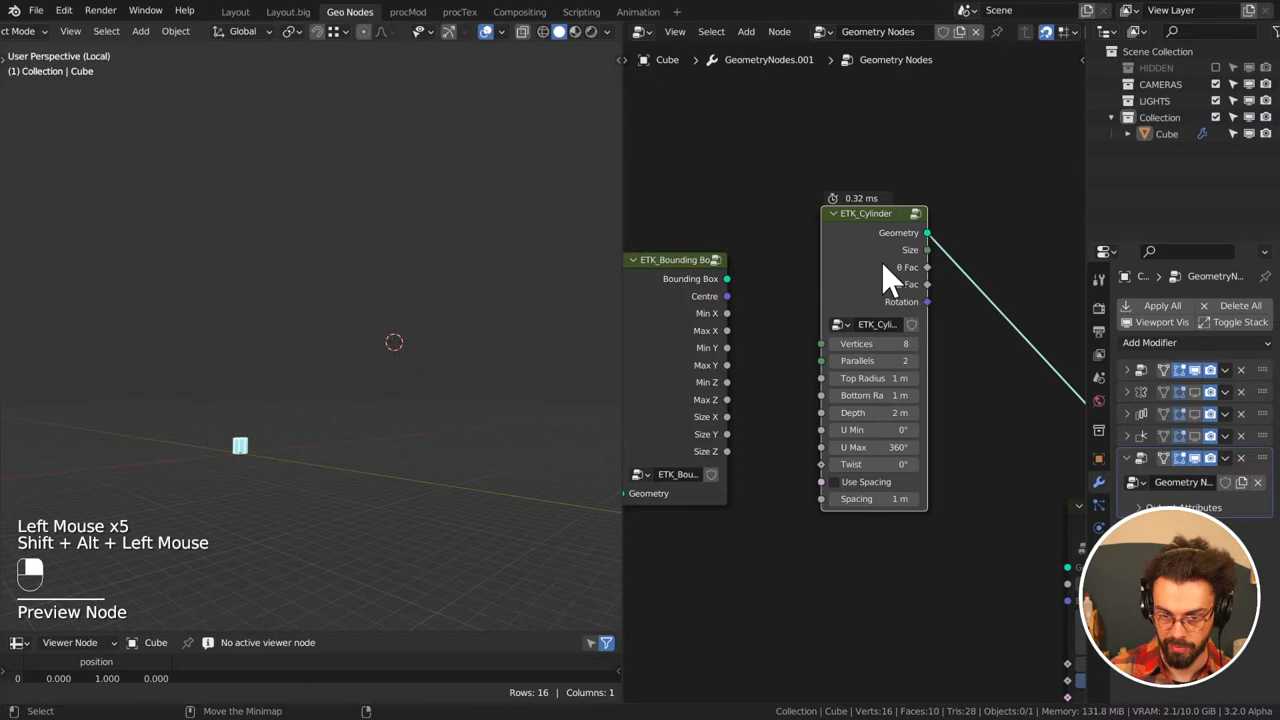 File Edit Render Window Help Layout Layout.big Geo Nodes procMod procTex Compositing Scripting Animation Scene View Layer
ct Mode View Select Add Object Global View Select Add Node Geometry Nodes
User Perspective (Local)
(1) Collection | Cube
Cube GeometryNodes.001 Geometry Nodes
Scene Collection
HIDDEN
CAMERAS
LIGHTS
Collection
Cube
0.32 ms
ETK_Cylinder
Geometry
Size
θ Fac
Fac
Rotation
ETK_Cyli...
Vertices 8
Parallels 2
Top Radius 1 m
Bottom Ra 1 m
Depth 2 m
U Min 0°
U Max 360°
Twist 0°
Use Spacing
Spacing 1 m
ETK_Bounding Bo
Bounding Box
Centre
Min X
Max X
Min Y
Max Y
Min Z
Max Z
Size X
Size Y
Size Z
ETK_Bou...
Geometry
C... GeometryN...
Apply All Delete All
Viewport Vis Toggle Stack
Add Modifier
Geometry N...
Left Mouse x5
Shift + Alt + Left Mouse
Preview Node
Viewer Node Cube No active viewer node
position
0 0.000 1.000 0.000
Rows: 16 | Columns: 1
Select Move the Minimap Collection | Cube | Verts:16 | Faces:10 | Tris:28 | Objects:0/1 | Memory: 131.8 MiB | VRAM: 2.1/10.0 GiB | 3.2.0 Alpha